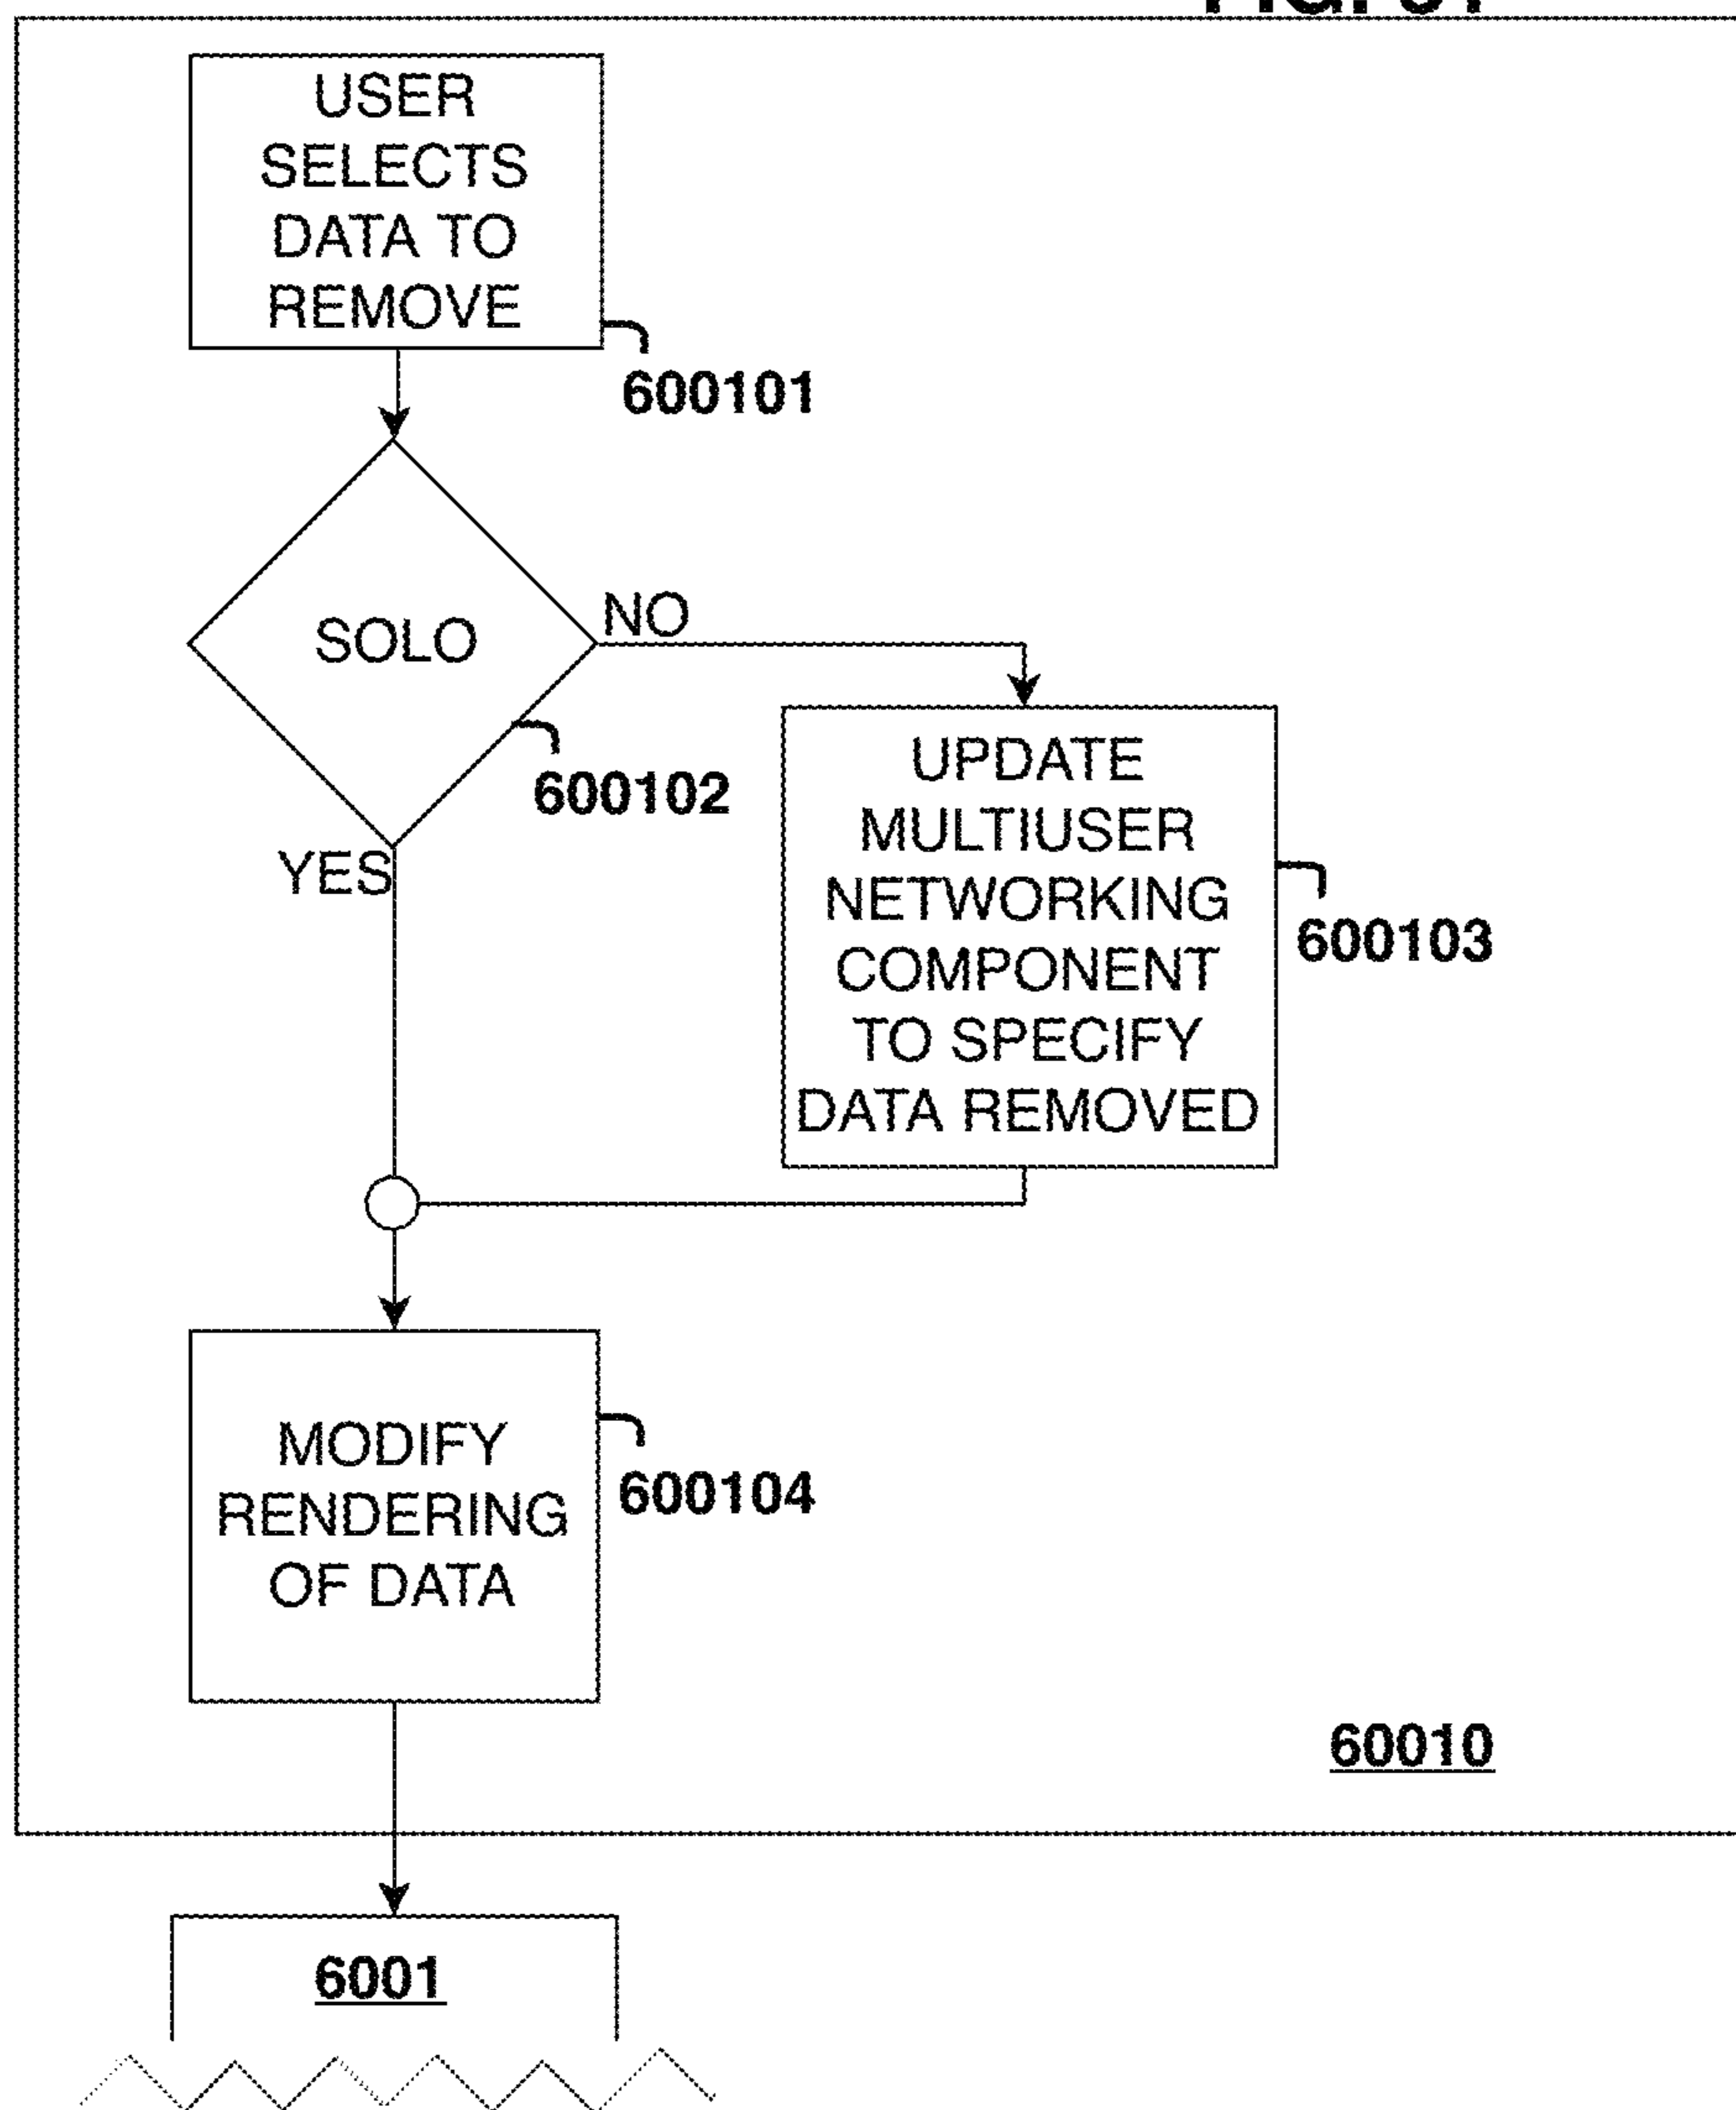 USER
SELECTS
DATA TO
REMOVE
600101
SOLO
NO
600102
YES
UPDATE
MULTIUSER
NETWORKING
COMPONENT
TO SPECIFY
DATA REMOVED
600103
MODIFY
RENDERING
OF DATA
600104
60010
6001